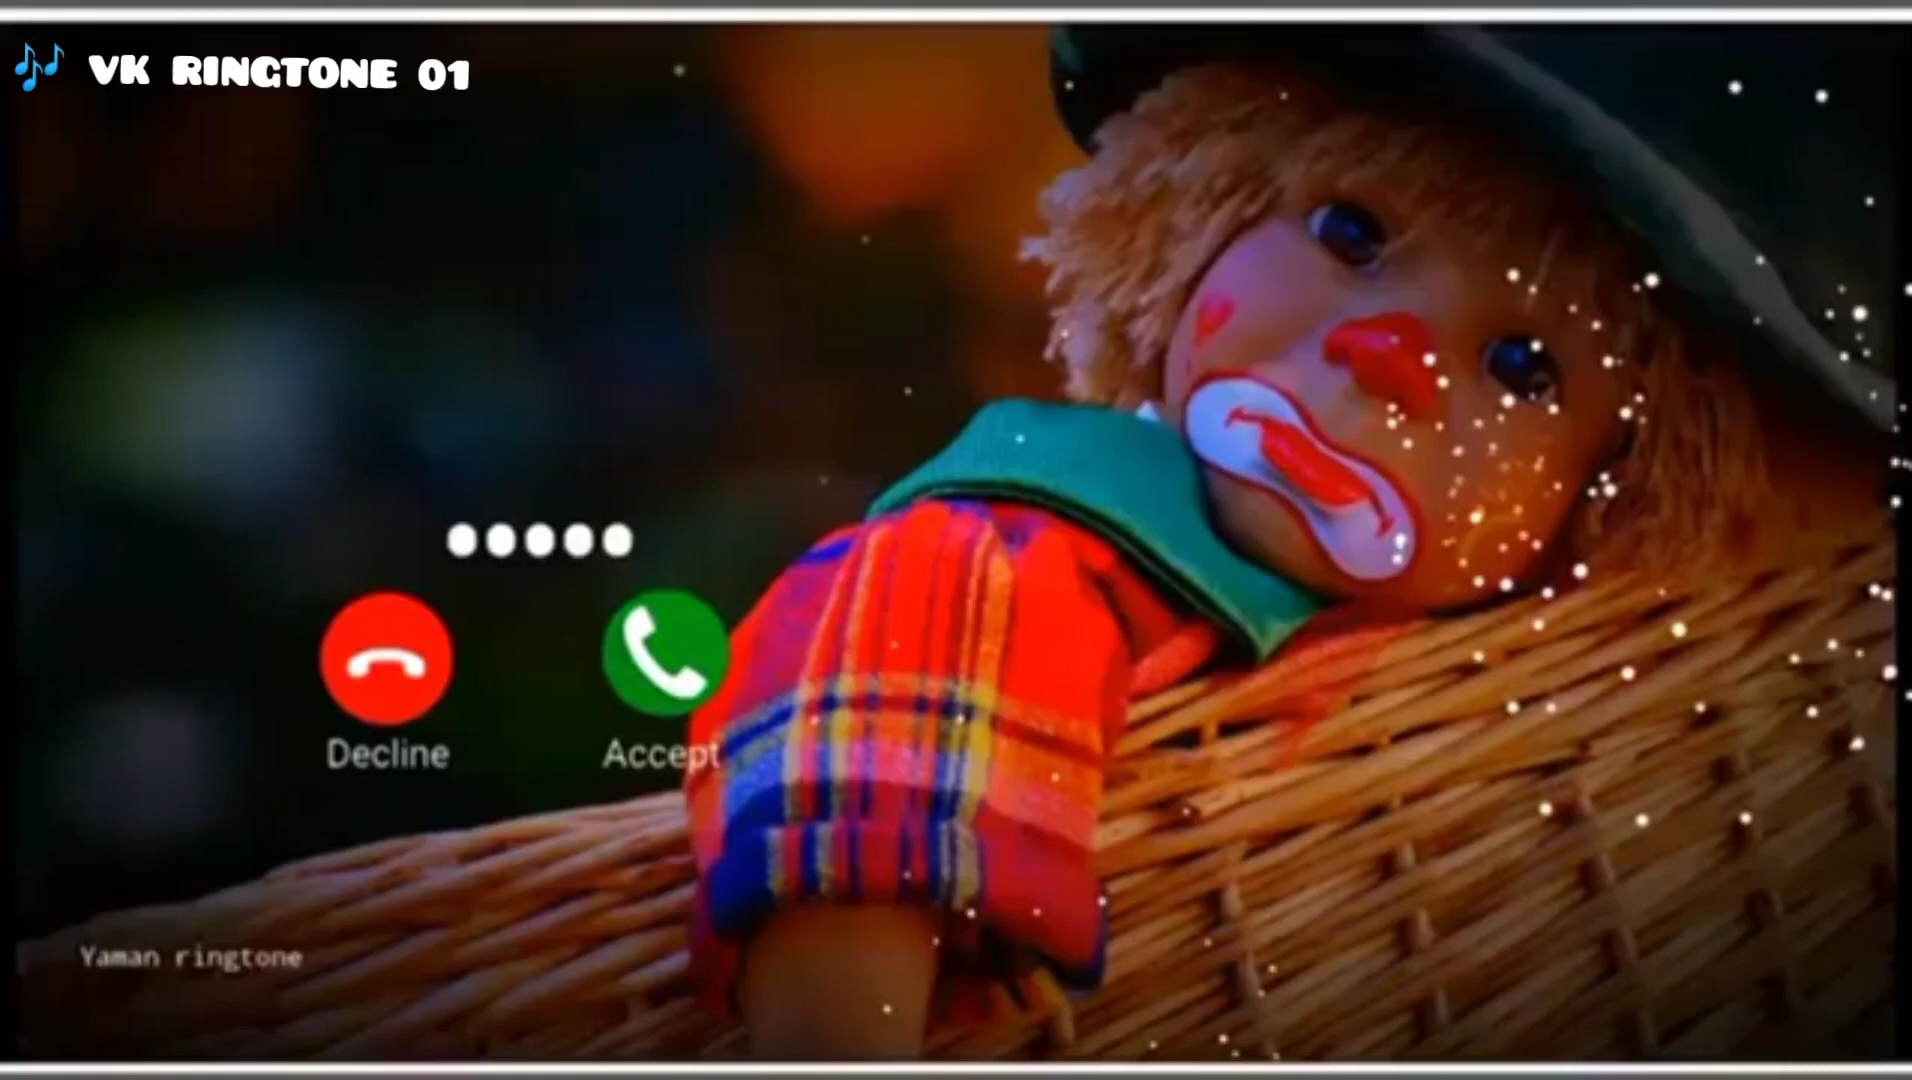 🎶 VK RINGTONE 01
Decline
Accept
Yaman ringtone